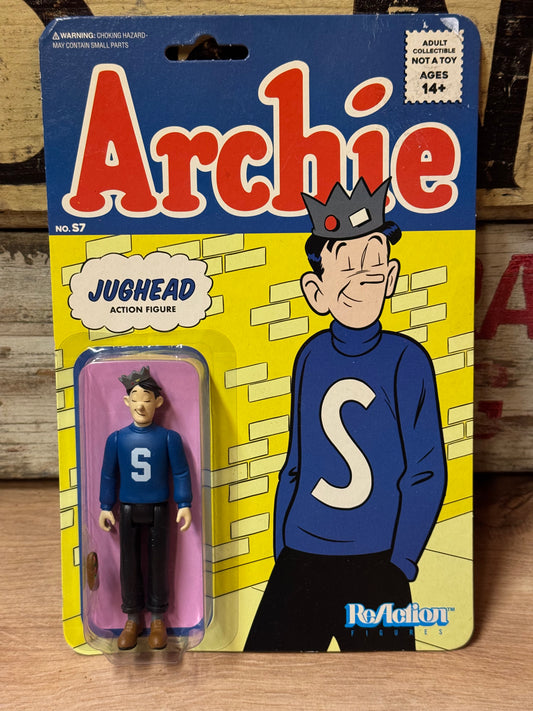 ⚠ WARNING: CHOKING HAZARD-
MAY CONTAIN SMALL PARTS
ADULT
COLLECTIBLE
NOT A TOY
AGES
14+
Archie
NO. S7
JUGHEAD
ACTION FIGURE
S
S
ReAction™
FIGURES